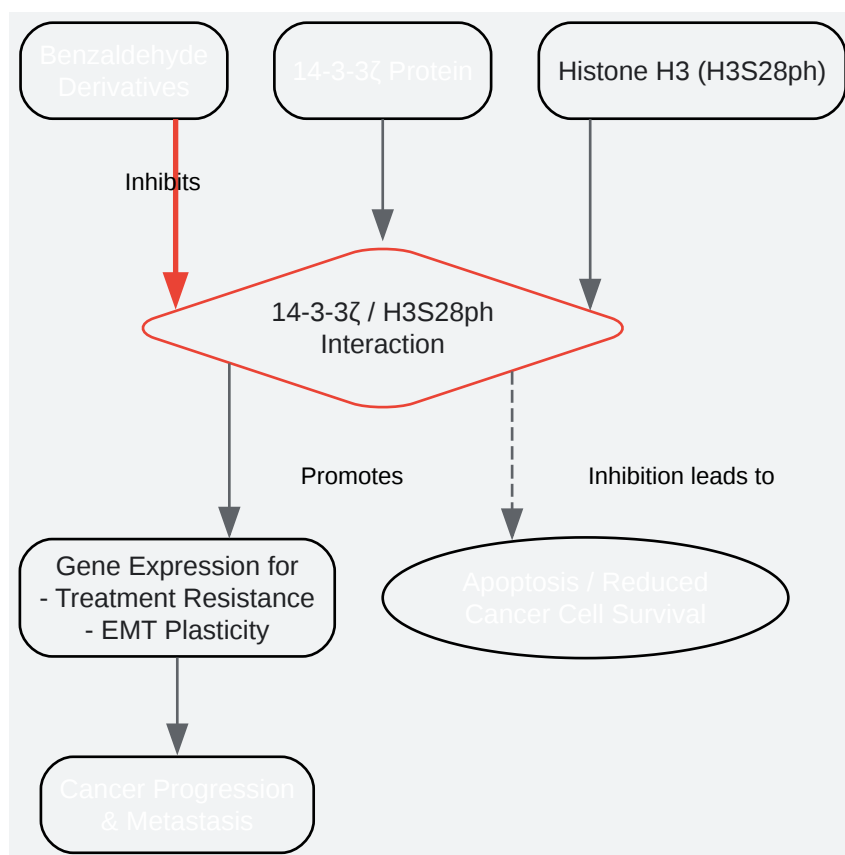 Benzaldehyde
Derivatives
14-3-3ζ Protein
Histone H3 (H3S28ph)
Inhibits
14-3-3ζ / H3S28ph
Interaction
Promotes
Inhibition leads to
Gene Expression for
- Treatment Resistance
- EMT Plasticity
Apoptosis / Reduced
Cancer Cell Survival
Cancer Progression
& Metastasis